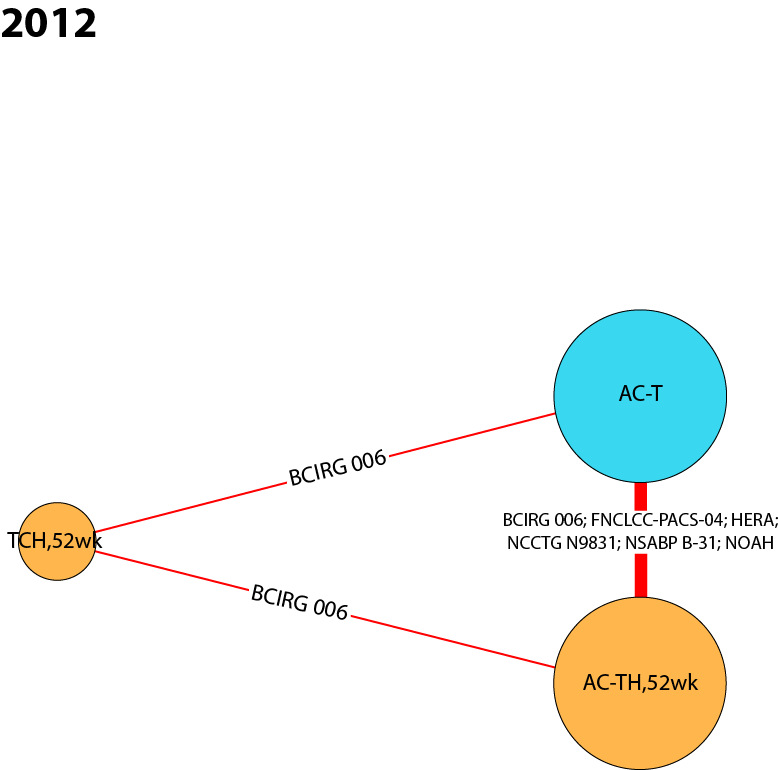 2012
AC-T
BCIRG 006
BCIRG 006; FNCLCC-PACS-04; HERA;
NCCTG N9831; NSABP B-31; NOAH
TCH,52wk
BCIRG 006
AC-TH,52wk